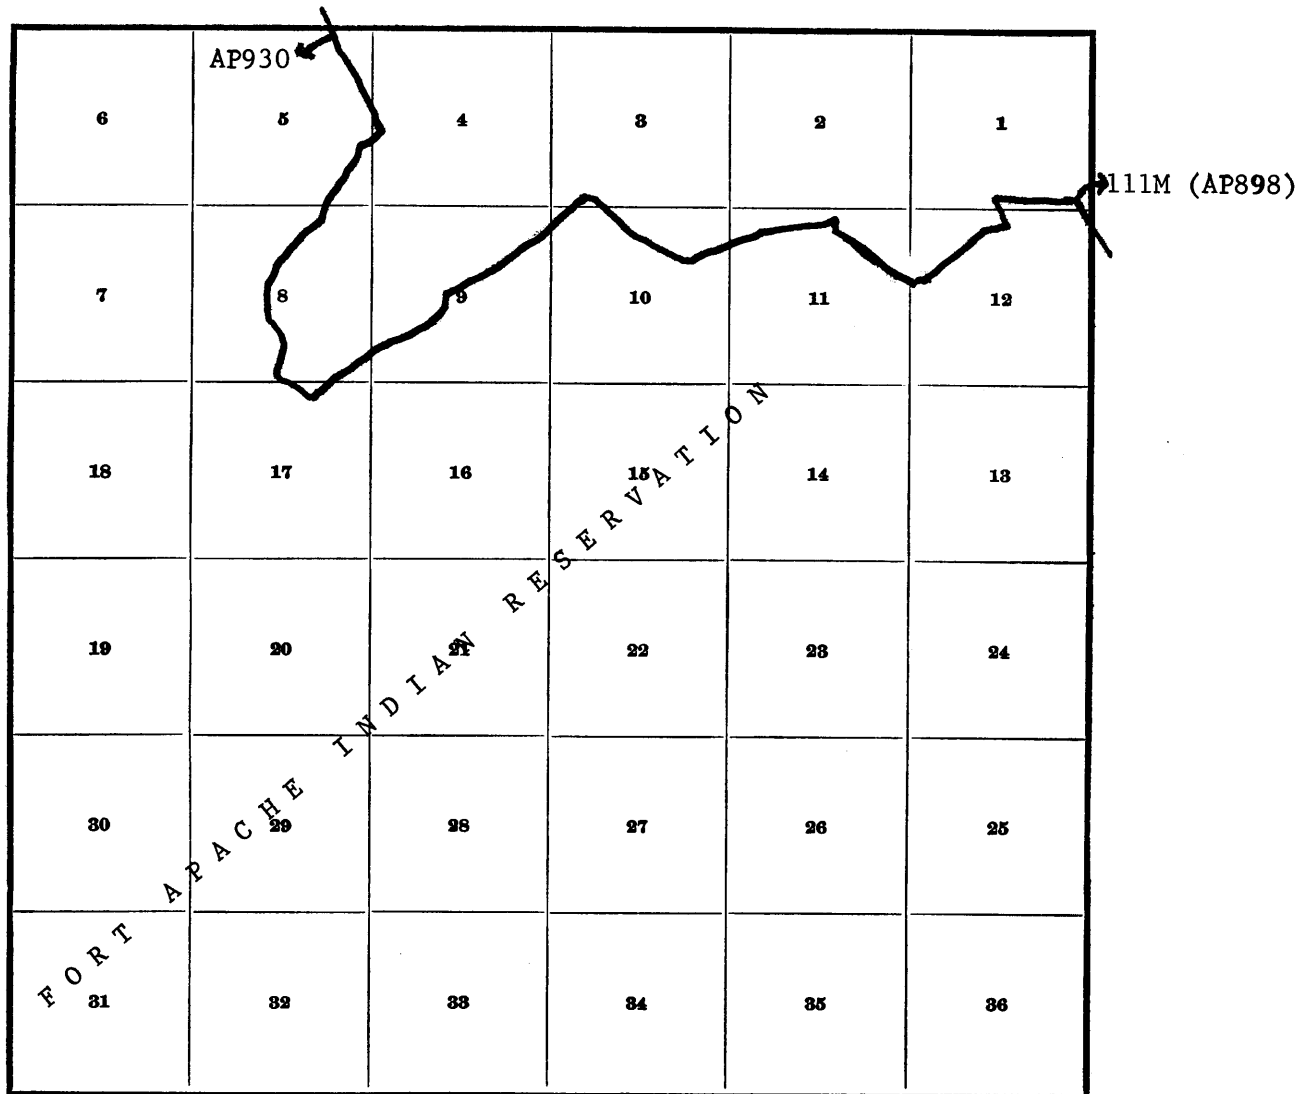 AP930
6 5 4 3 2 1
111M (AP898)
7 8 9 10 11 12
18 17 16 15 14 13
19 20 21 22 23 24
30 29 28 27 26 25
31 32 33 34 35 36
FORT APACHE INDIAN RESERVATION